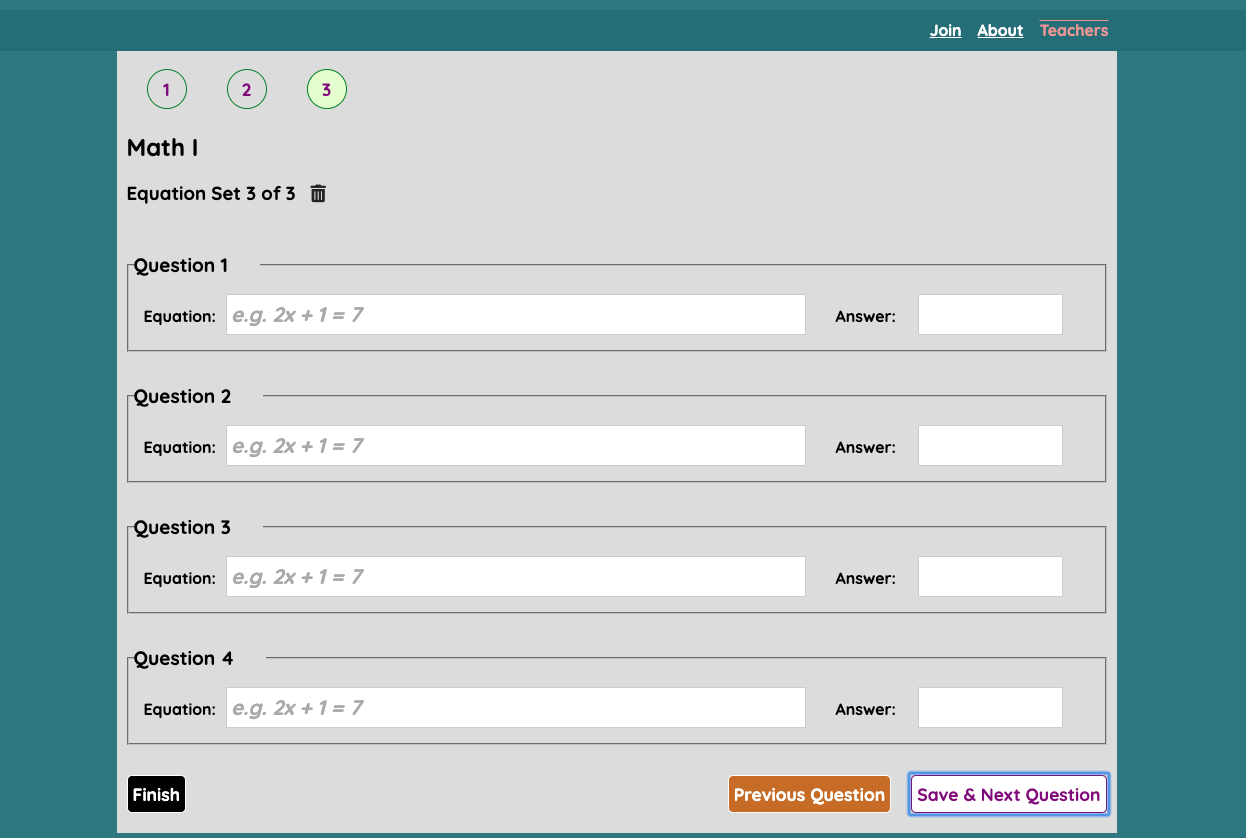 Join About Teachers
1 2 3
Math I
Equation Set 3 of 3
Question 1
Equation: e.g. 2x + 1 = 7 Answer:
Question 2
Equation: e.g. 2x + 1 = 7 Answer:
Question 3
Equation: e.g. 2x + 1 = 7 Answer:
Question 4
Equation: e.g. 2x + 1 = 7 Answer:
Finish Previous Question Save & Next Question